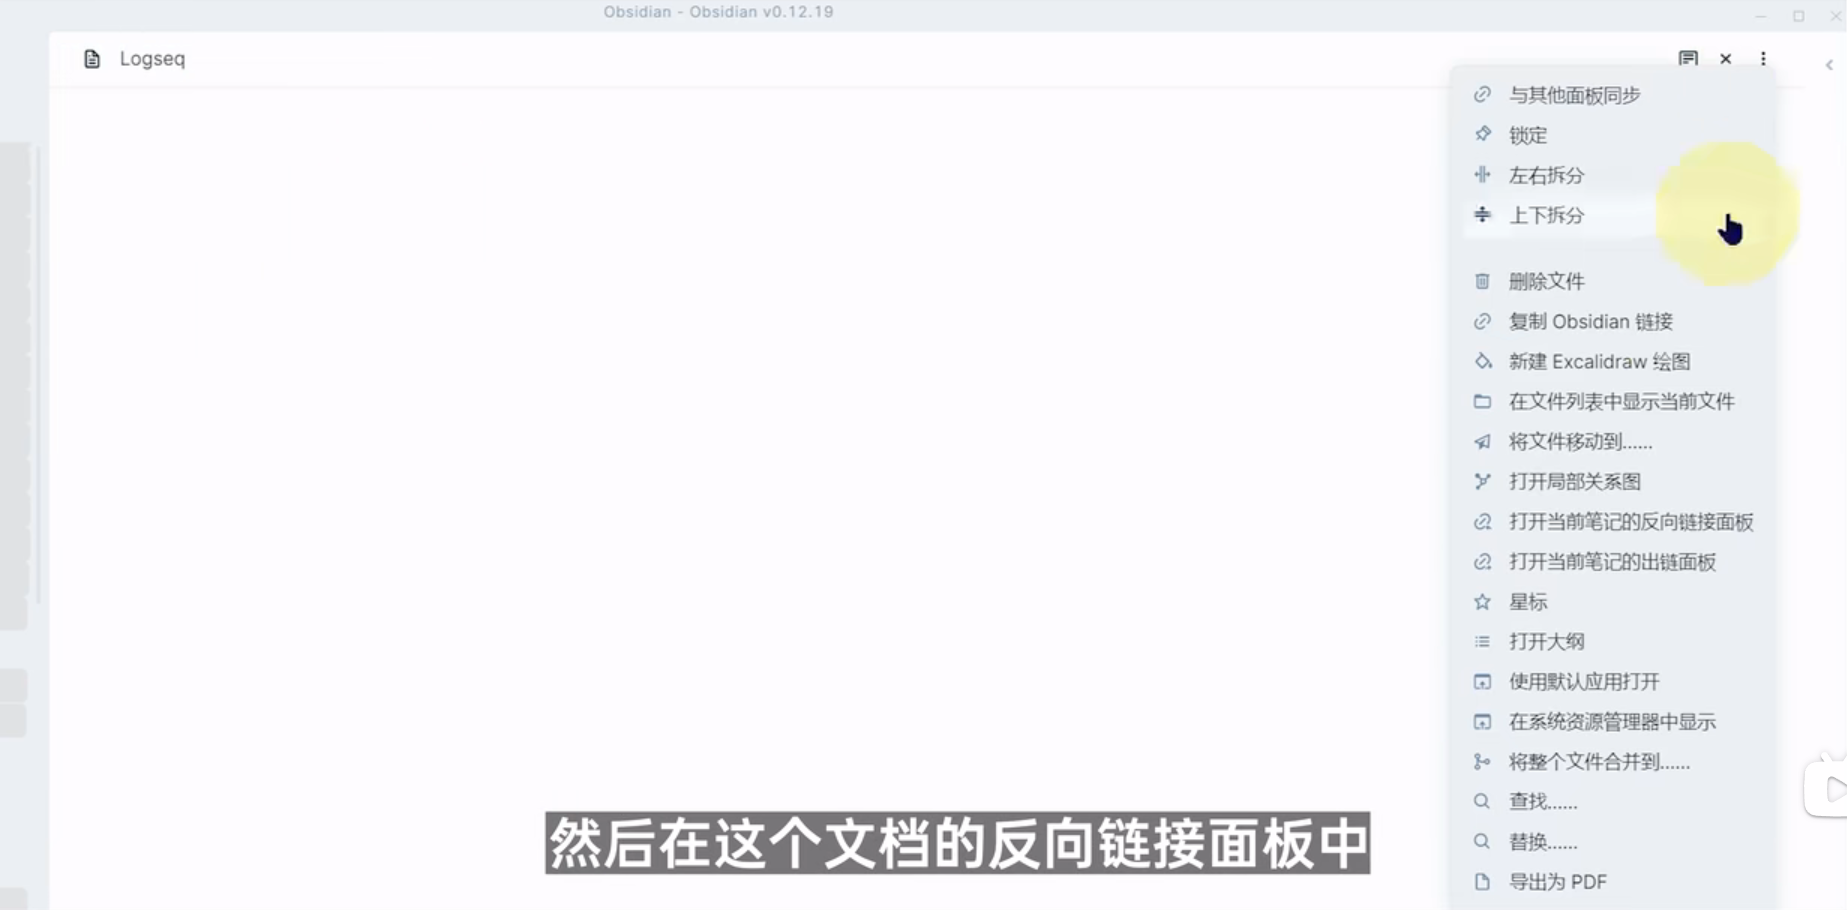 Obsidian - Obsidian v0.12.19
Logseq
与其他面板同步
锁定
左右拆分
上下拆分
删除文件
复制 Obsidian 链接
新建 Excalidraw 绘图
在文件列表中显示当前文件
将文件移动到......
打开局部关系图
打开当前笔记的反向链接面板
打开当前笔记的出链面板
星标
打开大纲
使用默认应用打开
在系统资源管理器中显示
将整个文件合并到......
查找......
替换......
导出为 PDF
然后在这个文档的反向链接面板中